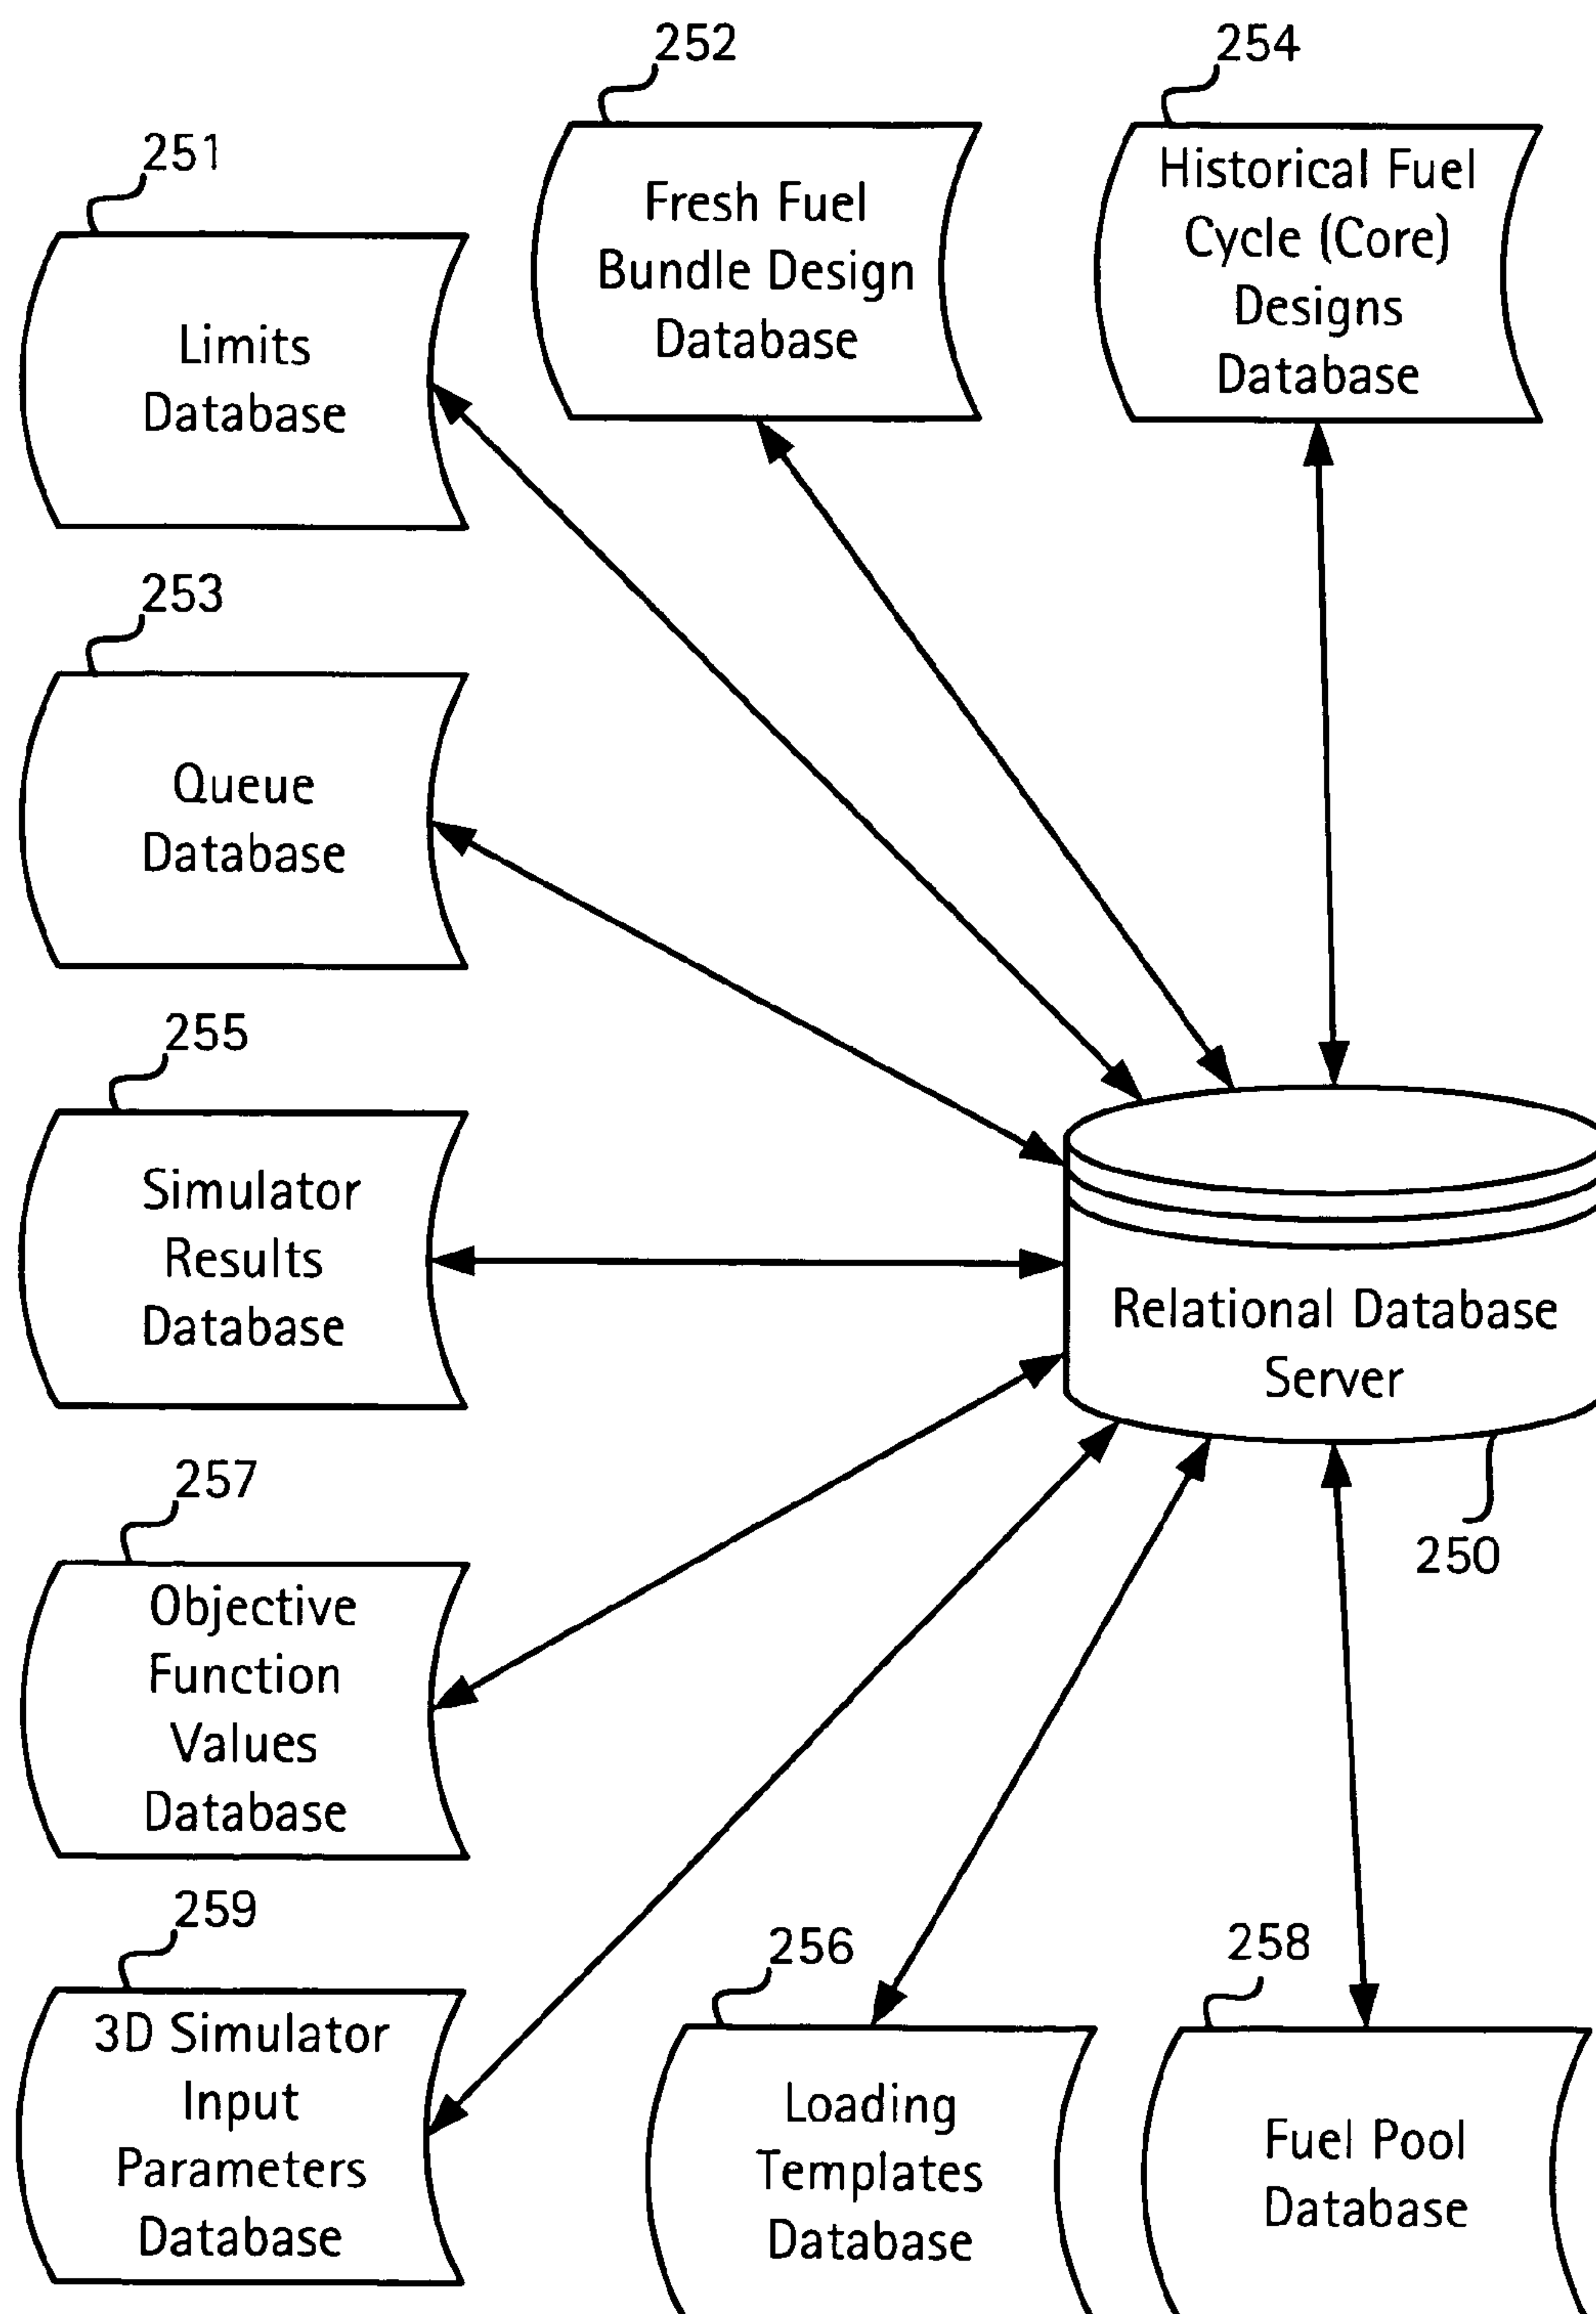 252
254
251
Fresh Fuel
Bundle Design
Database
Historical Fuel
Cycle (Core)
Designs
Database
Limits
Database
253
Queue
Database
255
Simulator
Results
Database
Relational Database
Server
250
257
Objective
Function
Values
Database
259
3D Simulator
Input
Parameters
Database
256
Loading
Templates
Database
258
Fuel Pool
Database